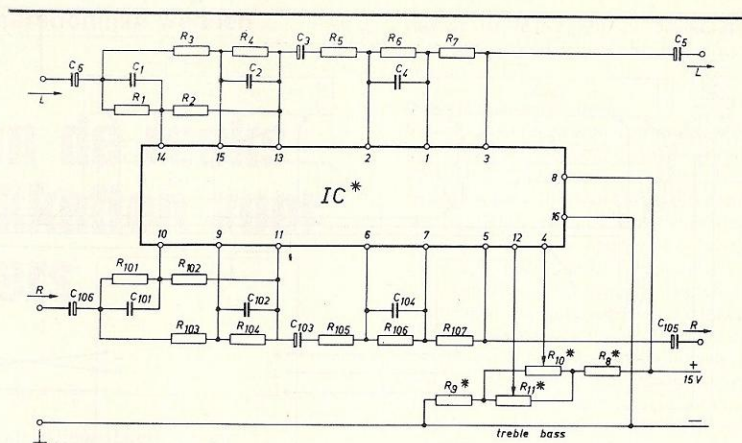 R3 R4 C3 R5 R6 R7 C5
C6 C1 C2 C4
L L
R1 R2
14 15 13 2 1 3
8
IC*
16
10 9 11 6 7 5 12 4
R101 R102
R R
C106 C101 C102 C104 C105
R103 R104 C103 R105 R106 R107
R10* R8* +
15V
R9* R11*
treble bass −